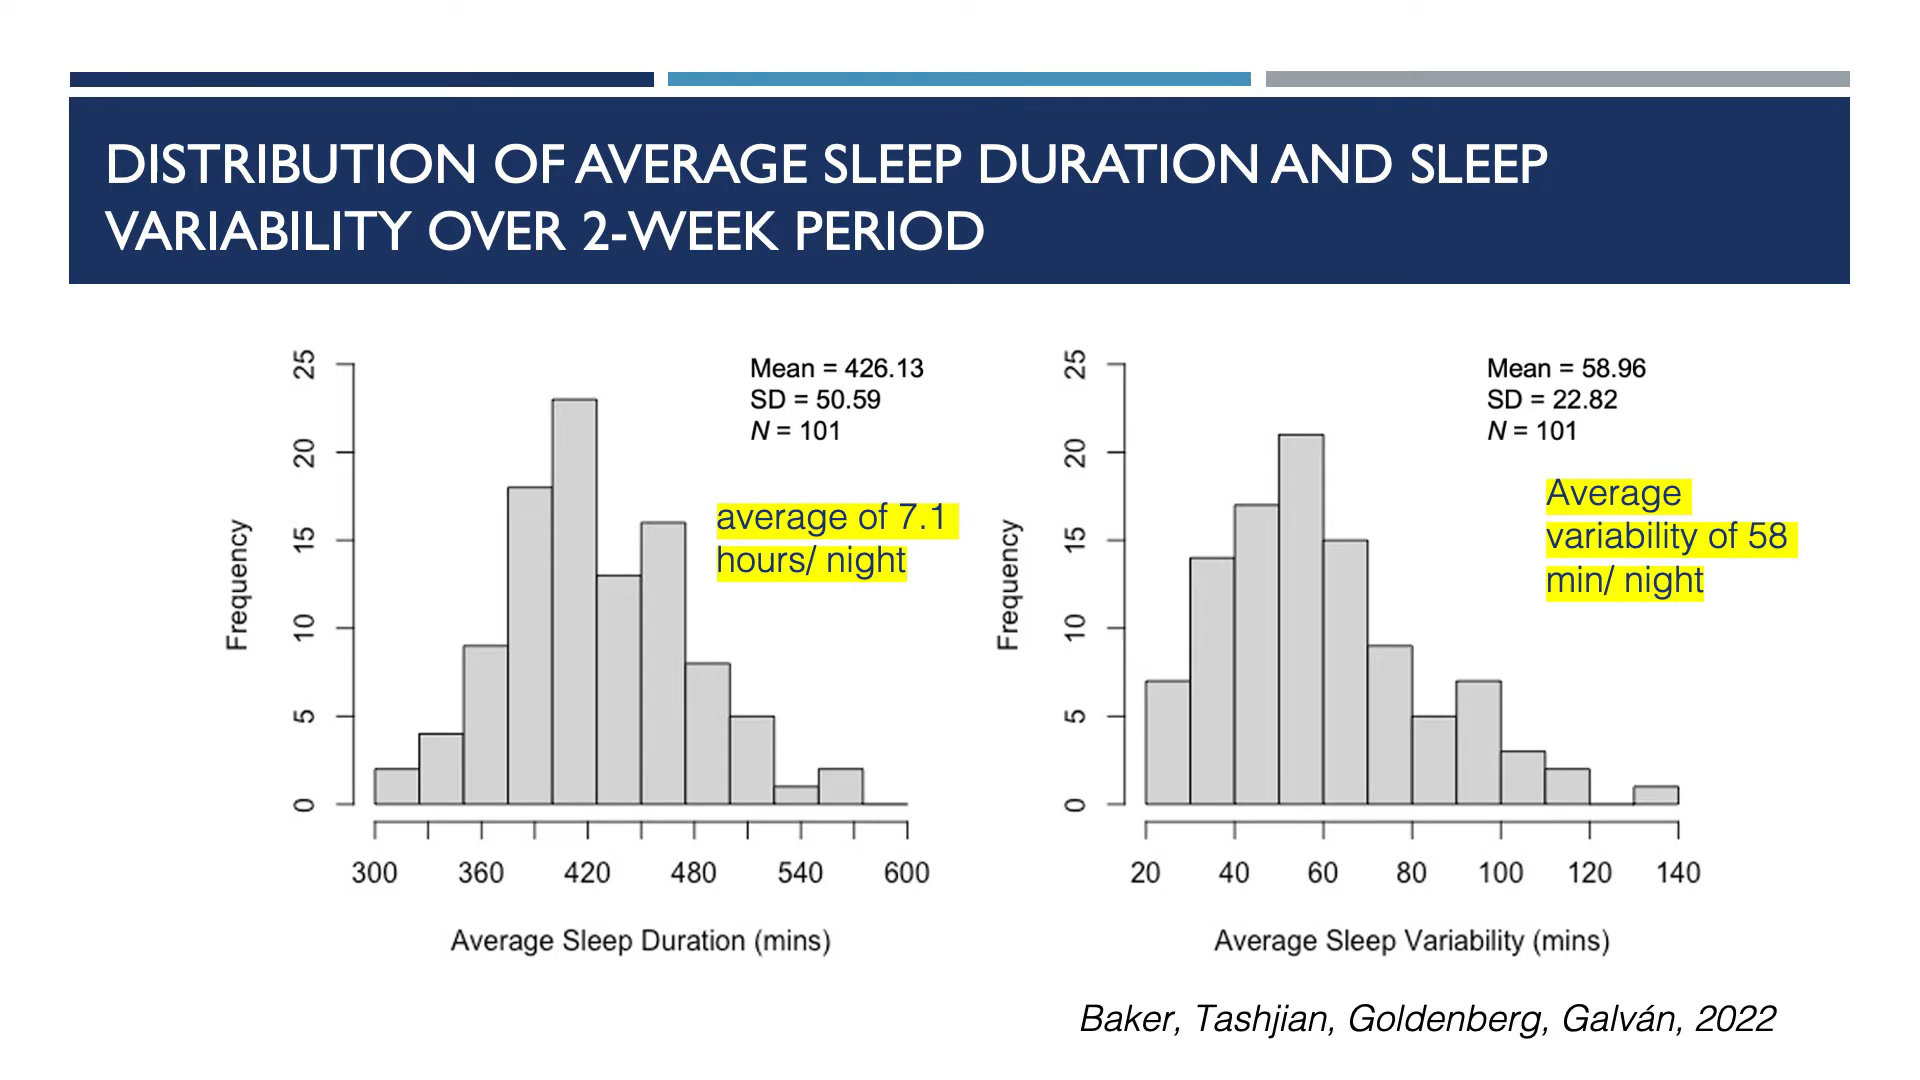 DISTRIBUTION OF AVERAGE SLEEP DURATION AND SLEEP
VARIABILITY OVER 2-WEEK PERIOD
Mean = 426.13
SD = 50.59
N = 101
average of 7.1
hours/ night
Frequency
0
5
10
15
20
25
300 360 420 480 540 600
Average Sleep Duration (mins)
Mean = 58.96
SD = 22.82
N = 101
Average
variability of 58
min/ night
Frequency
0
5
10
15
20
25
20 40 60 80 100 120 140
Average Sleep Variability (mins)
Baker, Tashjian, Goldenberg, Galván, 2022